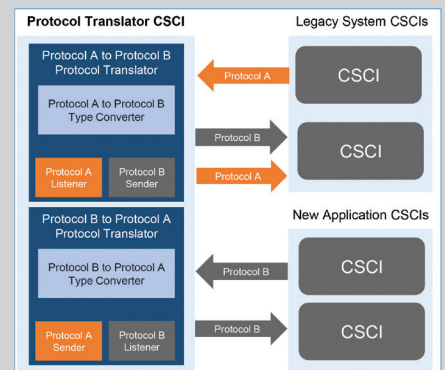 Protocol Translator CSCI
Protocol A to Protocol B
Protocol Translator
Protocol A to Protocol B
Type Converter
Protocol A
Listener
Protocol B
Sender
Protocol B to Protocol A
Protocol Translator
Protocol B to Protocol A
Type Converter
Protocol A
Sender
Protocol B
Listener
Protocol A
Protocol B
Protocol A
Protocol B
Protocol B
Legacy System CSCIs
CSCI
CSCI
New Application CSCIs
CSCI
CSCI